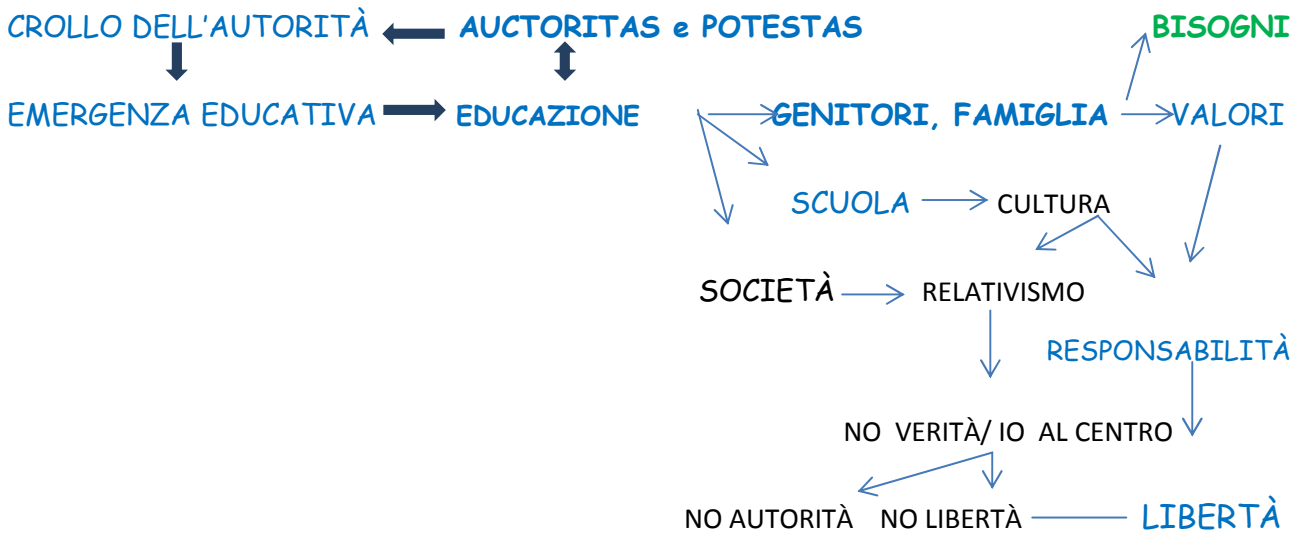 CROLLO DELL'AUTORITÀ AUCTORITAS e POTESTAS BISOGNI
EMERGENZA EDUCATIVA EDUCAZIONE GENITORI, FAMIGLIA VALORI
SCUOLA CULTURA
SOCIETÀ RELATIVISMO
RESPONSABILITÀ
NO VERITÀ/ IO AL CENTRO
NO AUTORITÀ NO LIBERTÀ LIBERTÀ